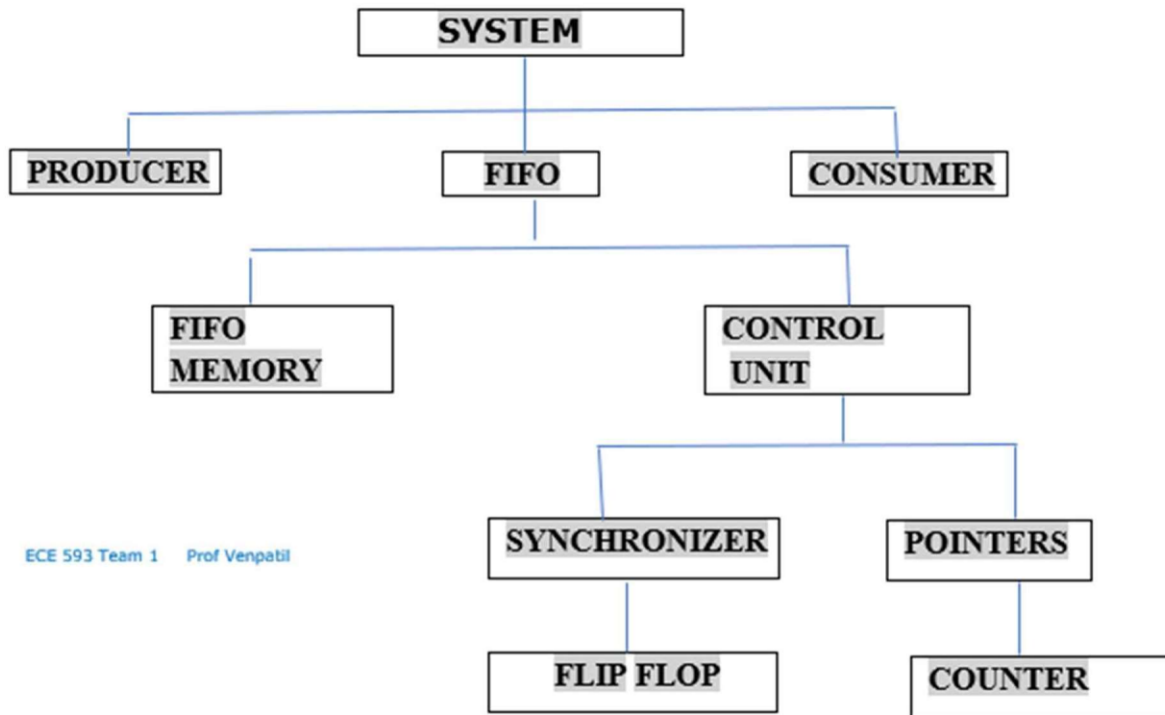 SYSTEM
PRODUCER
FIFO
CONSUMER
FIFO
MEMORY
CONTROL
UNIT
SYNCHRONIZER
POINTERS
ECE 593 Team 1 Prof Venpatil
FLIP FLOP
COUNTER